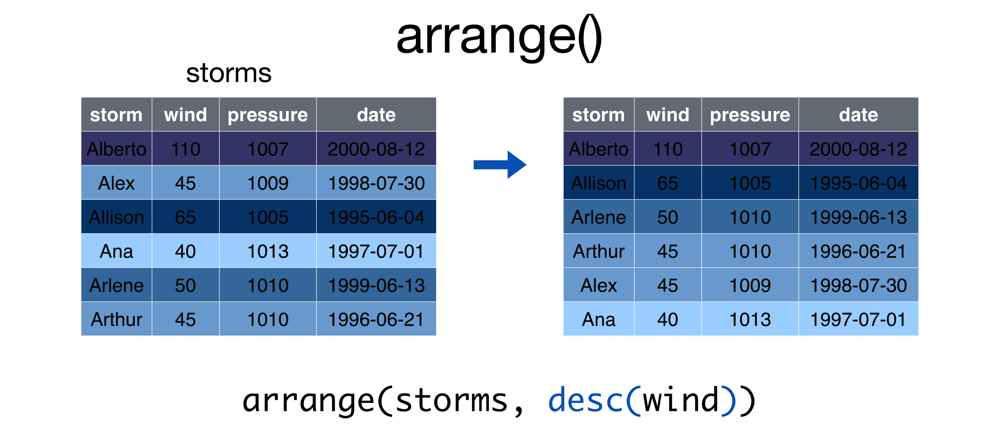 arrange()
storms
storm wind pressure date
Alberto 110 1007 2000-08-12
Alex 45 1009 1998-07-30
Allison 65 1005 1995-06-04
Ana 40 1013 1997-07-01
Arlene 50 1010 1999-06-13
Arthur 45 1010 1996-06-21
storm wind pressure date
Alberto 110 1007 2000-08-12
Allison 65 1005 1995-06-04
Arlene 50 1010 1999-06-13
Arthur 45 1010 1996-06-21
Alex 45 1009 1998-07-30
Ana 40 1013 1997-07-01
arrange(storms, desc(wind))